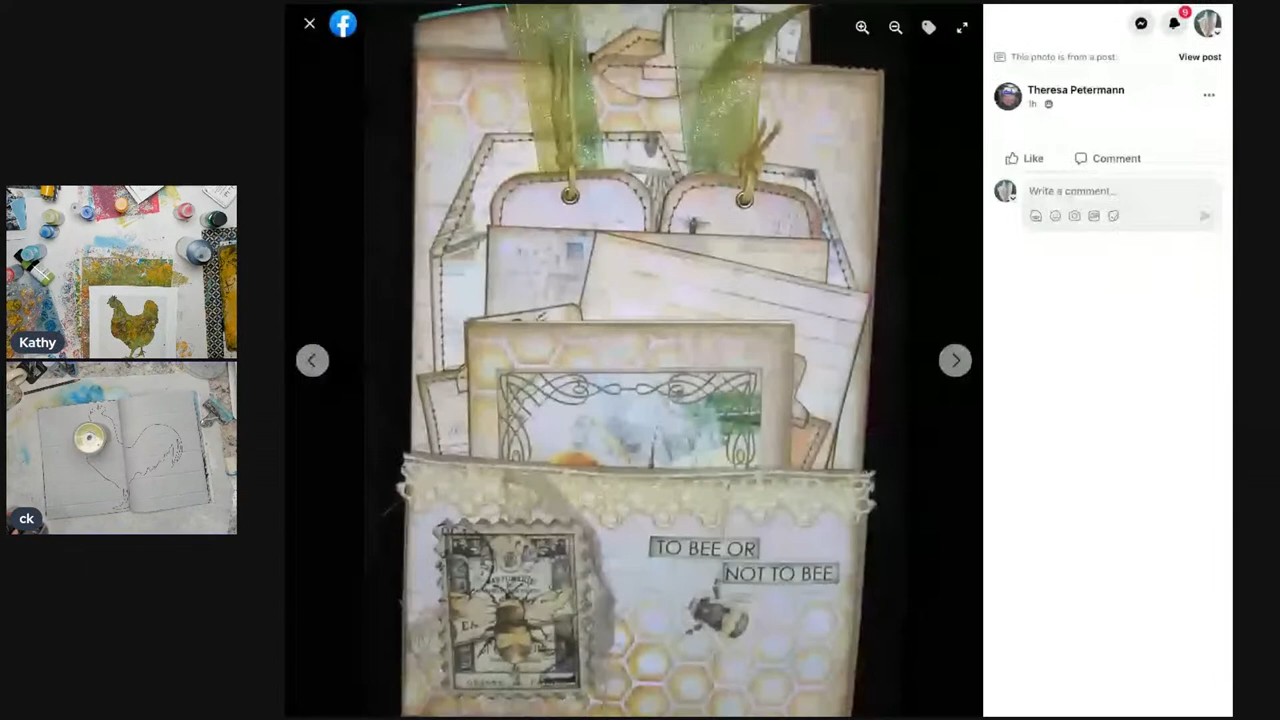 9
This photo is from a post.
View post
Theresa Petermann
1h
Like
Comment
Write a comment...
Kathy
ck
TO BEE OR
NOT TO BEE